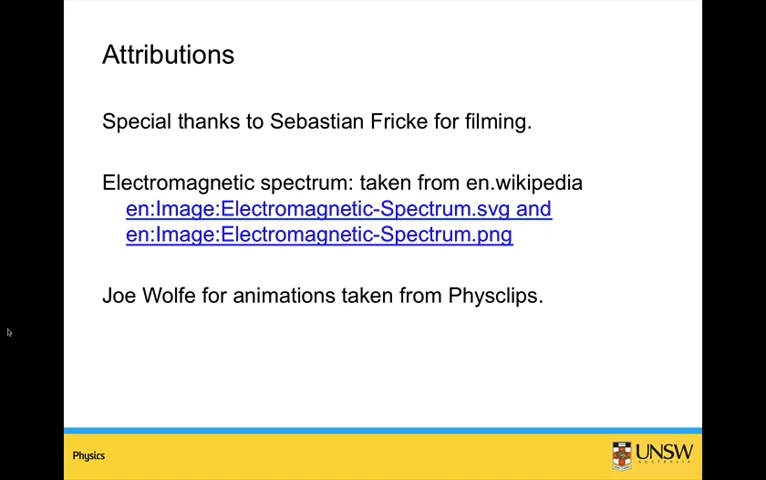 Attributions
Special thanks to Sebastian Fricke for filming.
Electromagnetic spectrum: taken from en.wikipedia
en:Image:Electromagnetic-Spectrum.svg and
en:Image:Electromagnetic-Spectrum.png
Joe Wolfe for animations taken from Physclips.
Physics
UNSW
AUSTRALIA